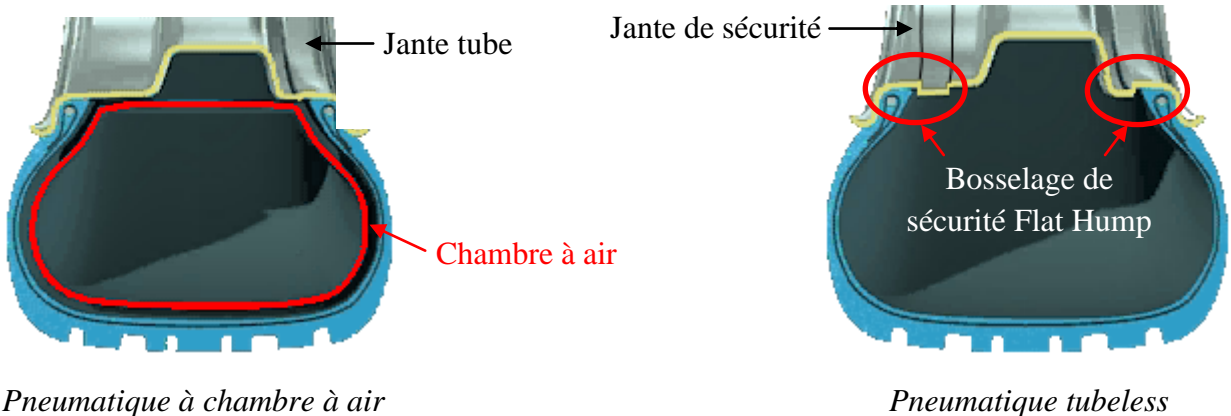 Jante tube
Chambre à air
Pneumatique à chambre à air
Jante de sécurité
Bosselage de
sécurité Flat Hump
Pneumatique tubeless